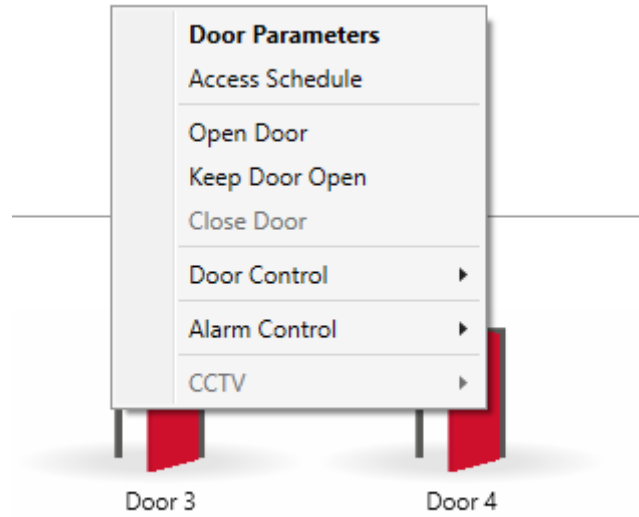 Door Parameters
Access Schedule
Open Door
Keep Door Open
Close Door
Door Control
Alarm Control
CCTV
Door 3
Door 4